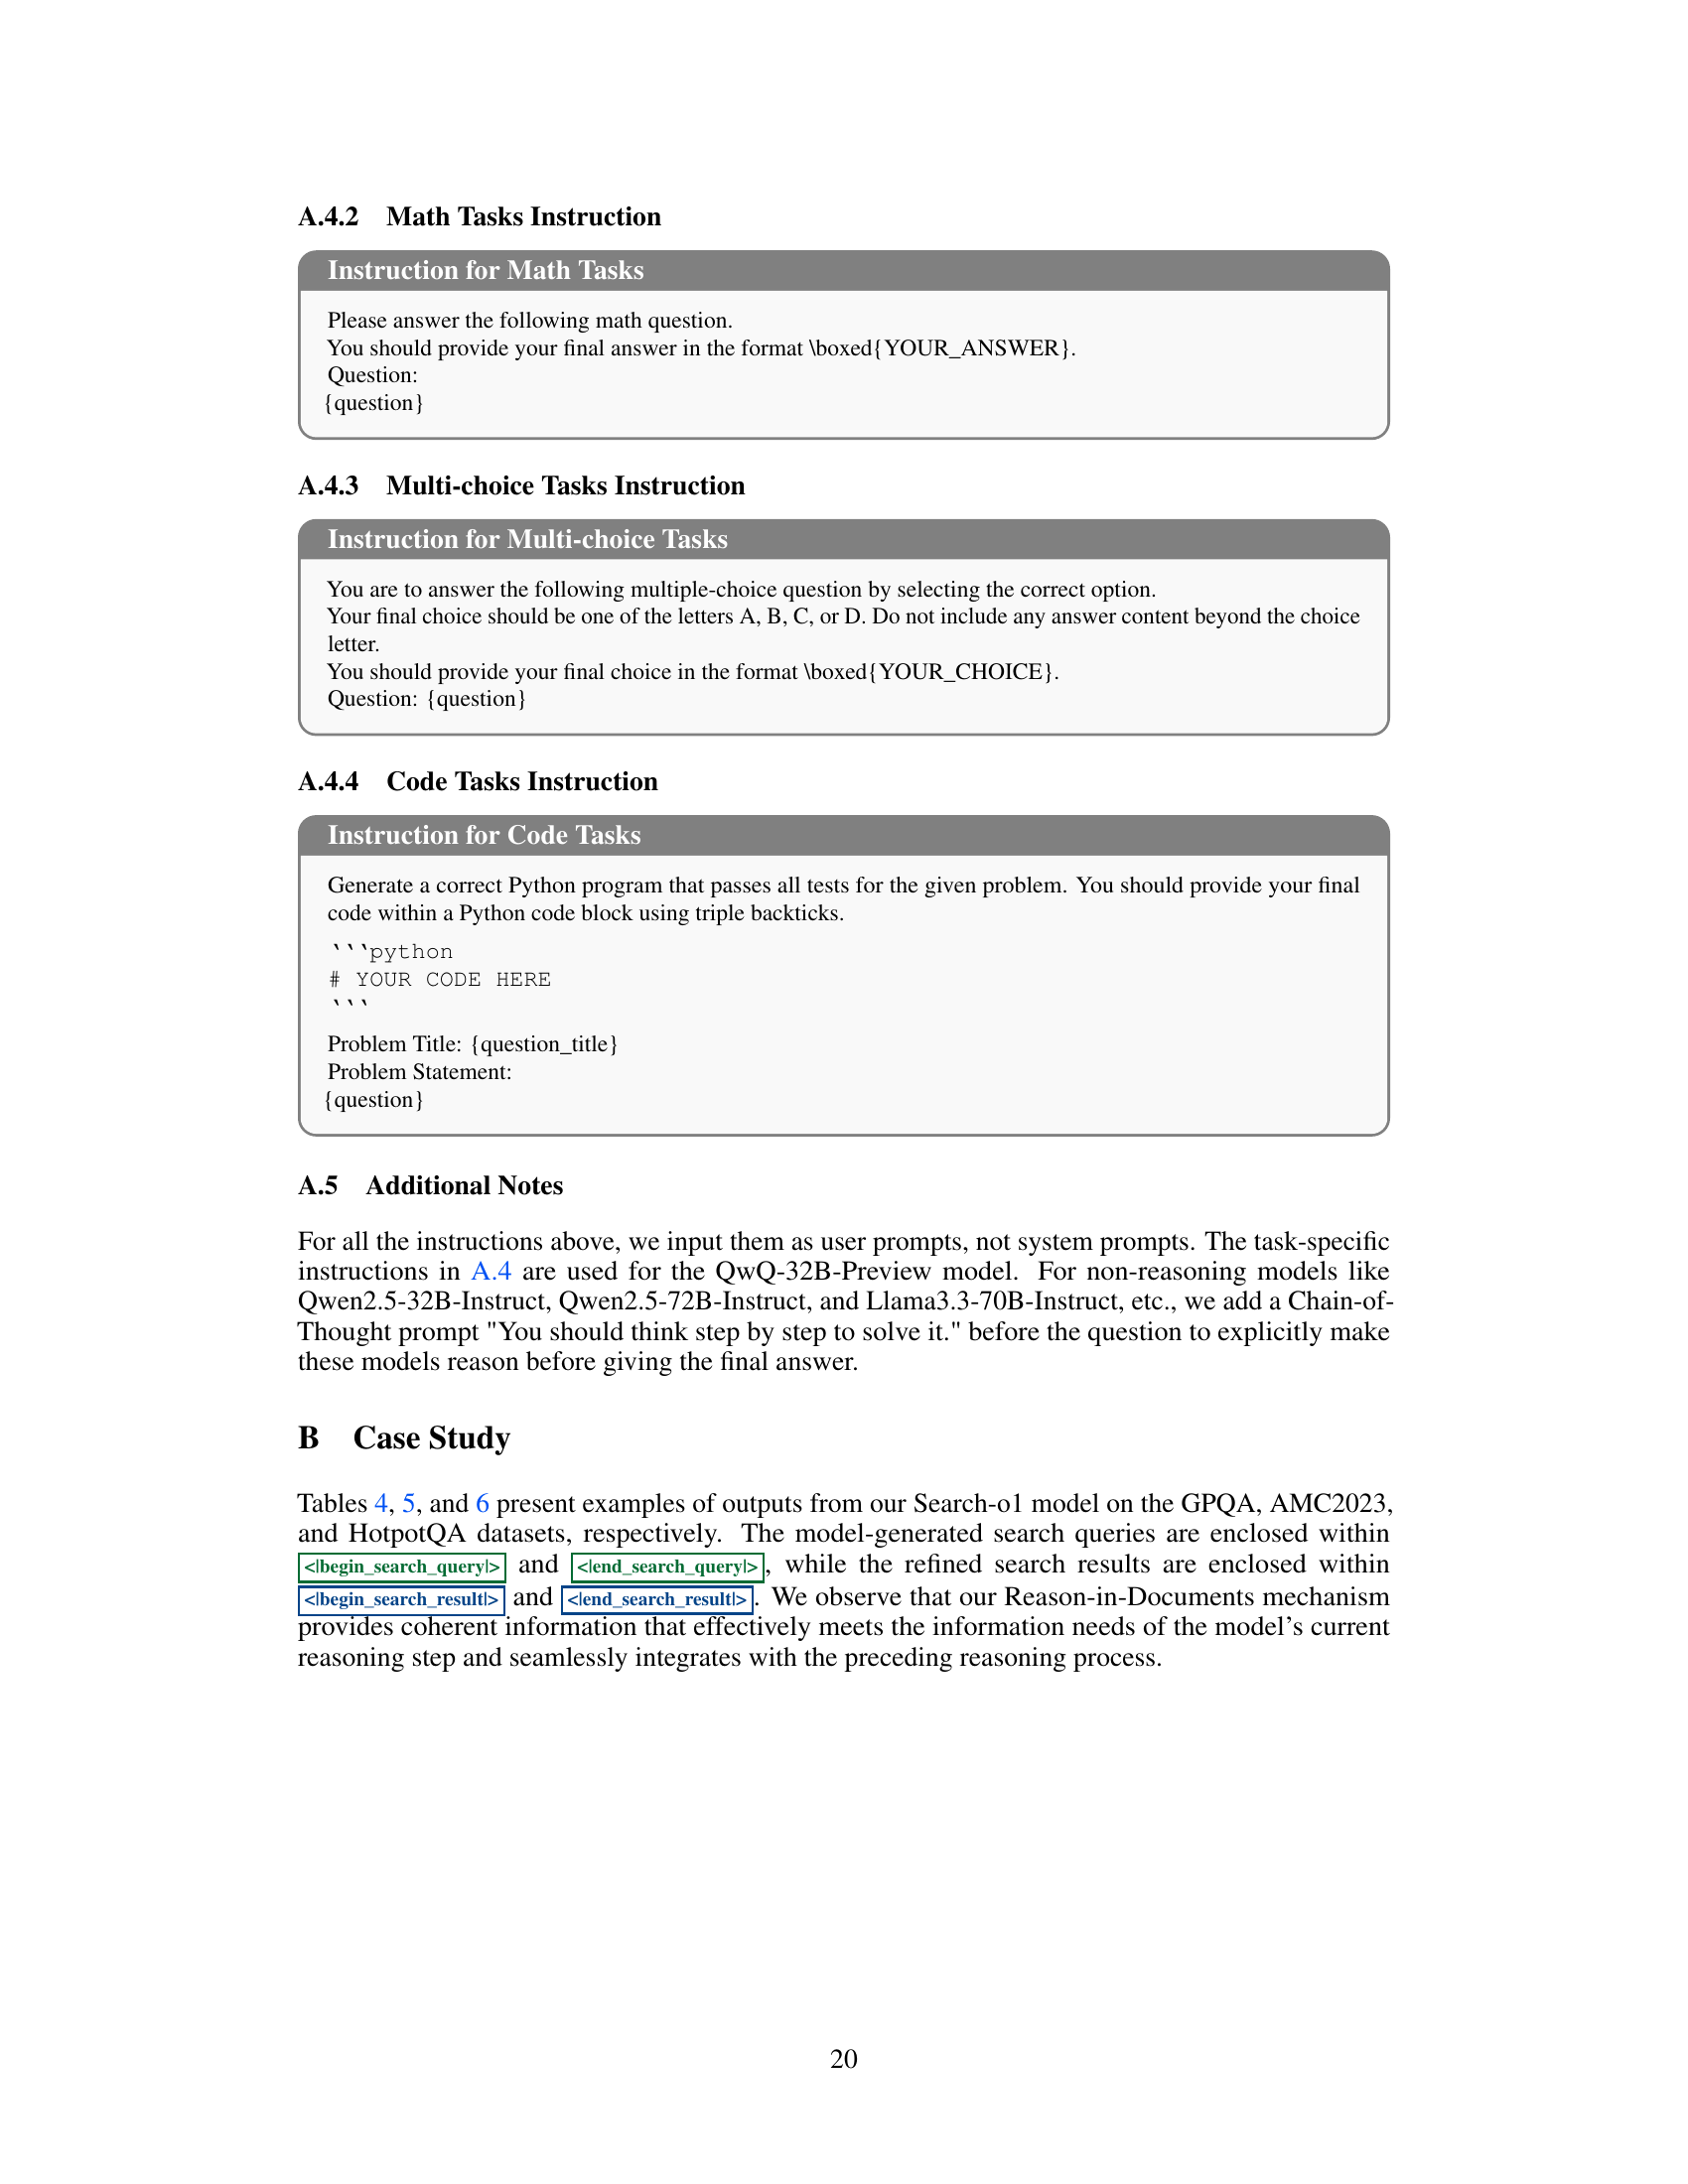 A.4.2 Math Tasks Instruction
Instruction for Math Tasks
Please answer the following math question.
You should provide your final answer in the format \boxed{YOUR_ANSWER}.
Question:
{question}
A.4.3 Multi-choice Tasks Instruction
Instruction for Multi-choice Tasks
You are to answer the following multiple-choice question by selecting the correct option.
Your final choice should be one of the letters A, B, C, or D. Do not include any answer content beyond the choice
letter.
You should provide your final choice in the format \boxed{YOUR_CHOICE}.
Question: {question}
A.4.4 Code Tasks Instruction
Instruction for Code Tasks
Generate a correct Python program that passes all tests for the given problem. You should provide your final
code within a Python code block using triple backticks.
```python
# YOUR CODE HERE
```
Problem Title: {question_title}
Problem Statement:
{question}
A.5 Additional Notes
For all the instructions above, we input them as user prompts, not system prompts. The task-specific
instructions in A.4 are used for the QwQ-32B-Preview model. For non-reasoning models like
Qwen2.5-32B-Instruct, Qwen2.5-72B-Instruct, and Llama3.3-70B-Instruct, etc., we add a Chain-of-
Thought prompt "You should think step by step to solve it." before the question to explicitly make
these models reason before giving the final answer.
B Case Study
Tables 4, 5, and 6 present examples of outputs from our Search-o1 model on the GPQA, AMC2023,
and HotpotQA datasets, respectively. The model-generated search queries are enclosed within
<|begin_search_query|> and <|end_search_query|>, while the refined search results are enclosed within
<|begin_search_result|> and <|end_search_result|>. We observe that our Reason-in-Documents mechanism
provides coherent information that effectively meets the information needs of the model's current
reasoning step and seamlessly integrates with the preceding reasoning process.
20